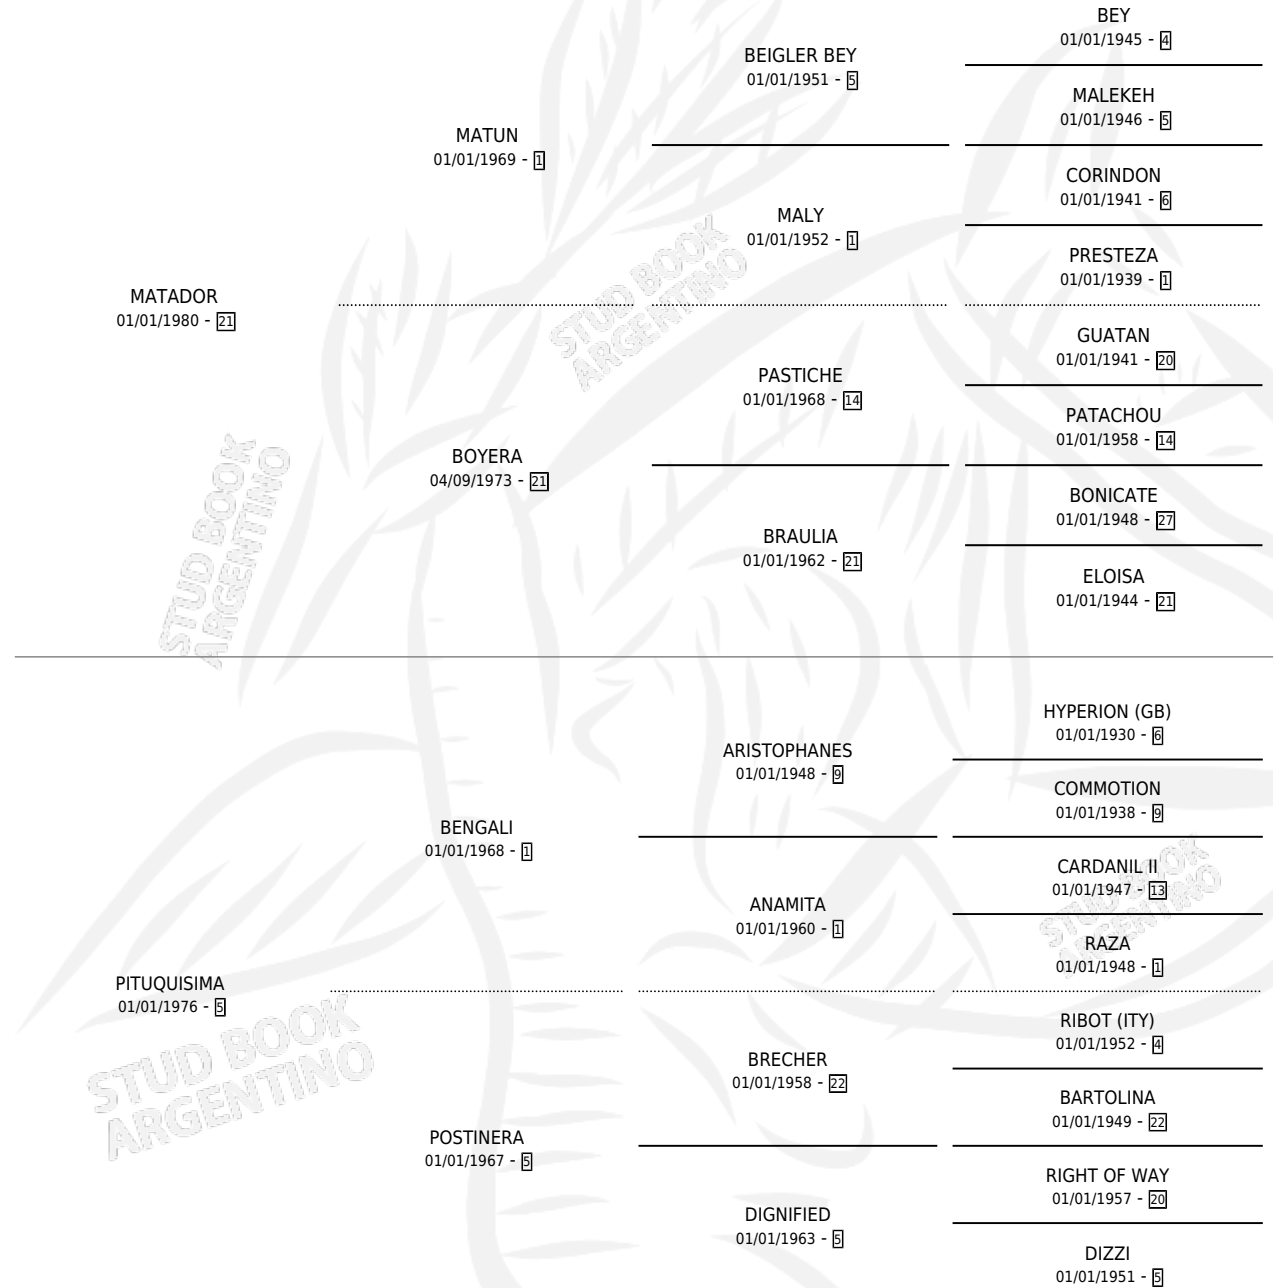 BEY
01/01/1945 - 4
BEIGLER BEY
01/01/1951 - 5
MALEKEH
01/01/1946 - 5
MATUN
01/01/1969 - 1
CORINDON
01/01/1941 - 6
MALY
01/01/1952 - 1
PRESTEZA
01/01/1939 - 1
MATADOR
01/01/1980 - 21
GUATAN
01/01/1941 - 20
PASTICHE
01/01/1968 - 14
PATACHOU
01/01/1958 - 14
BOYERA
04/09/1973 - 21
BONICATE
01/01/1948 - 27
BRAULIA
01/01/1962 - 21
ELOISA
01/01/1944 - 21
HYPERION (GB)
01/01/1930 - 6
ARISTOPHANES
01/01/1948 - 9
COMMOTION
01/01/1938 - 9
BENGALI
01/01/1968 - 1
CARDANIL II
01/01/1947 - 13
ANAMITA
01/01/1960 - 1
RAZA
01/01/1948 - 1
PITUQUISIMA
01/01/1976 - 5
RIBOT (ITY)
01/01/1952 - 4
BRECHER
01/01/1958 - 22
BARTOLINA
01/01/1949 - 22
POSTINERA
01/01/1967 - 5
RIGHT OF WAY
01/01/1957 - 20
DIGNIFIED
01/01/1963 - 5
DIZZI
01/01/1951 - 5
STUD BOOK
ARGENTINO
STUD BOOK
ARGENTINO
STUD BOOK
ARGENTINO
STUD BOOK
ARGENTINO